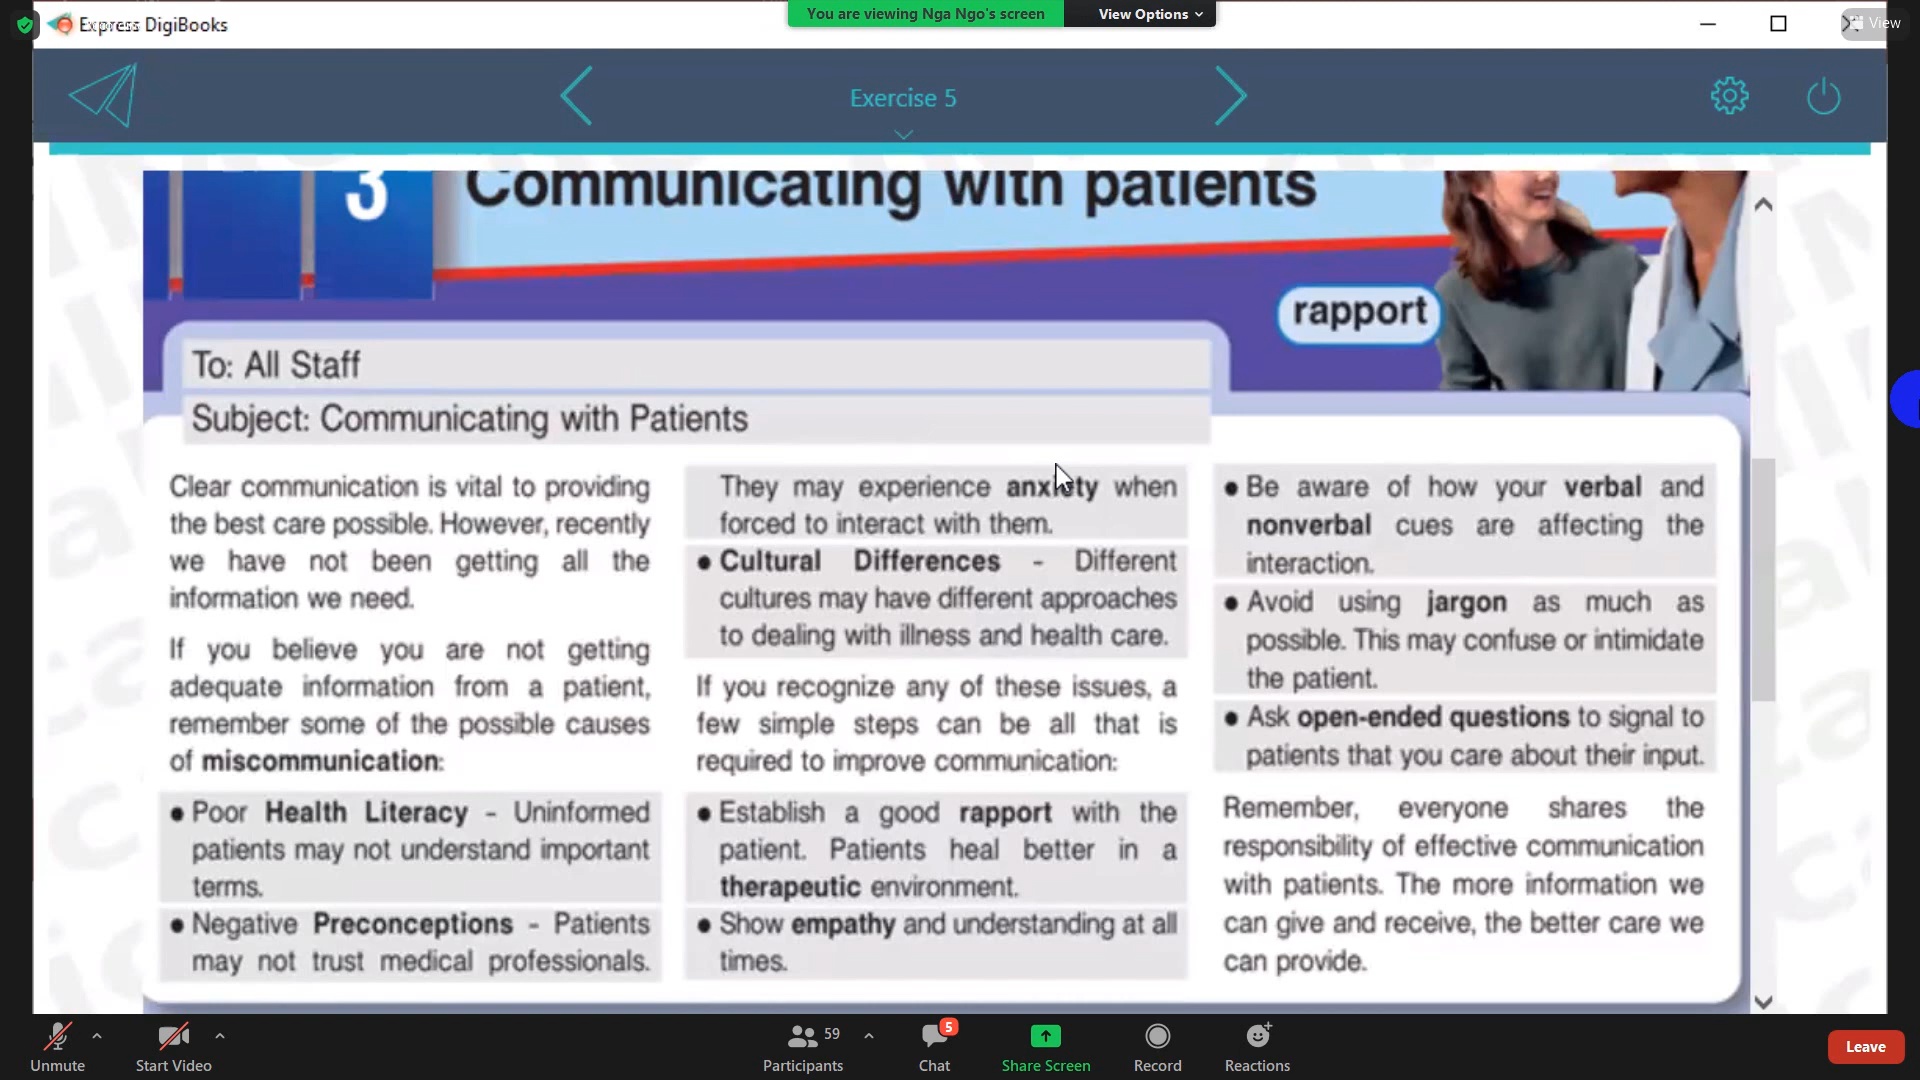 Express DigiBooks
You are viewing Nga Ngo's screen
View Options
View
Exercise 5
3
Communicating with patients
rapport
To: All Staff
Subject: Communicating with Patients
Clear communication is vital to providing
the best care possible. However, recently
we have not been getting all the
information we need.
If you believe you are not getting
adequate information from a patient,
remember some of the possible causes
of miscommunication:
● Poor Health Literacy - Uninformed
patients may not understand important
terms.
● Negative Preconceptions - Patients
may not trust medical professionals.
They may experience anxiety when
forced to interact with them.
● Cultural Differences - Different
cultures may have different approaches
to dealing with illness and health care.
If you recognize any of these issues, a
few simple steps can be all that is
required to improve communication:
● Establish a good rapport with the
patient. Patients heal better in a
therapeutic environment.
● Show empathy and understanding at all
times.
● Be aware of how your verbal and
nonverbal cues are affecting the
interaction.
● Avoid using jargon as much as
possible. This may confuse or intimidate
the patient.
● Ask open-ended questions to signal to
patients that you care about their input.
Remember, everyone shares the
responsibility of effective communication
with patients. The more information we
can give and receive, the better care we
can provide.
Unmute
Start Video
59
Participants
5
Chat
Share Screen
Record
Reactions
Leave